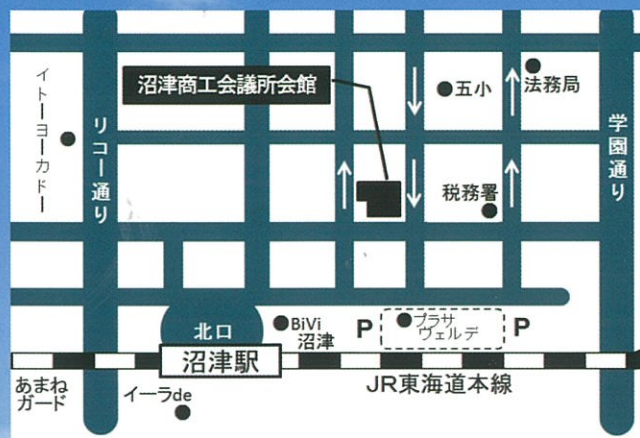 沼津商工会議所会館
五小
法務局
イトーヨーカドー
リコー通り
学園通り
税務署
北口
BiVi
沼津
P
プラサ
ヴェルデ
P
沼津駅
JR東海道本線
あまね
ガード
イーラde